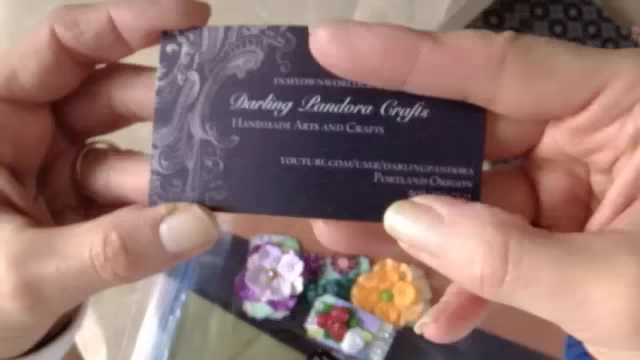 Darling Pandora Crafts
Handmade Arts and Crafts
youtube.com/user/darlingpandora
Portland Oregon